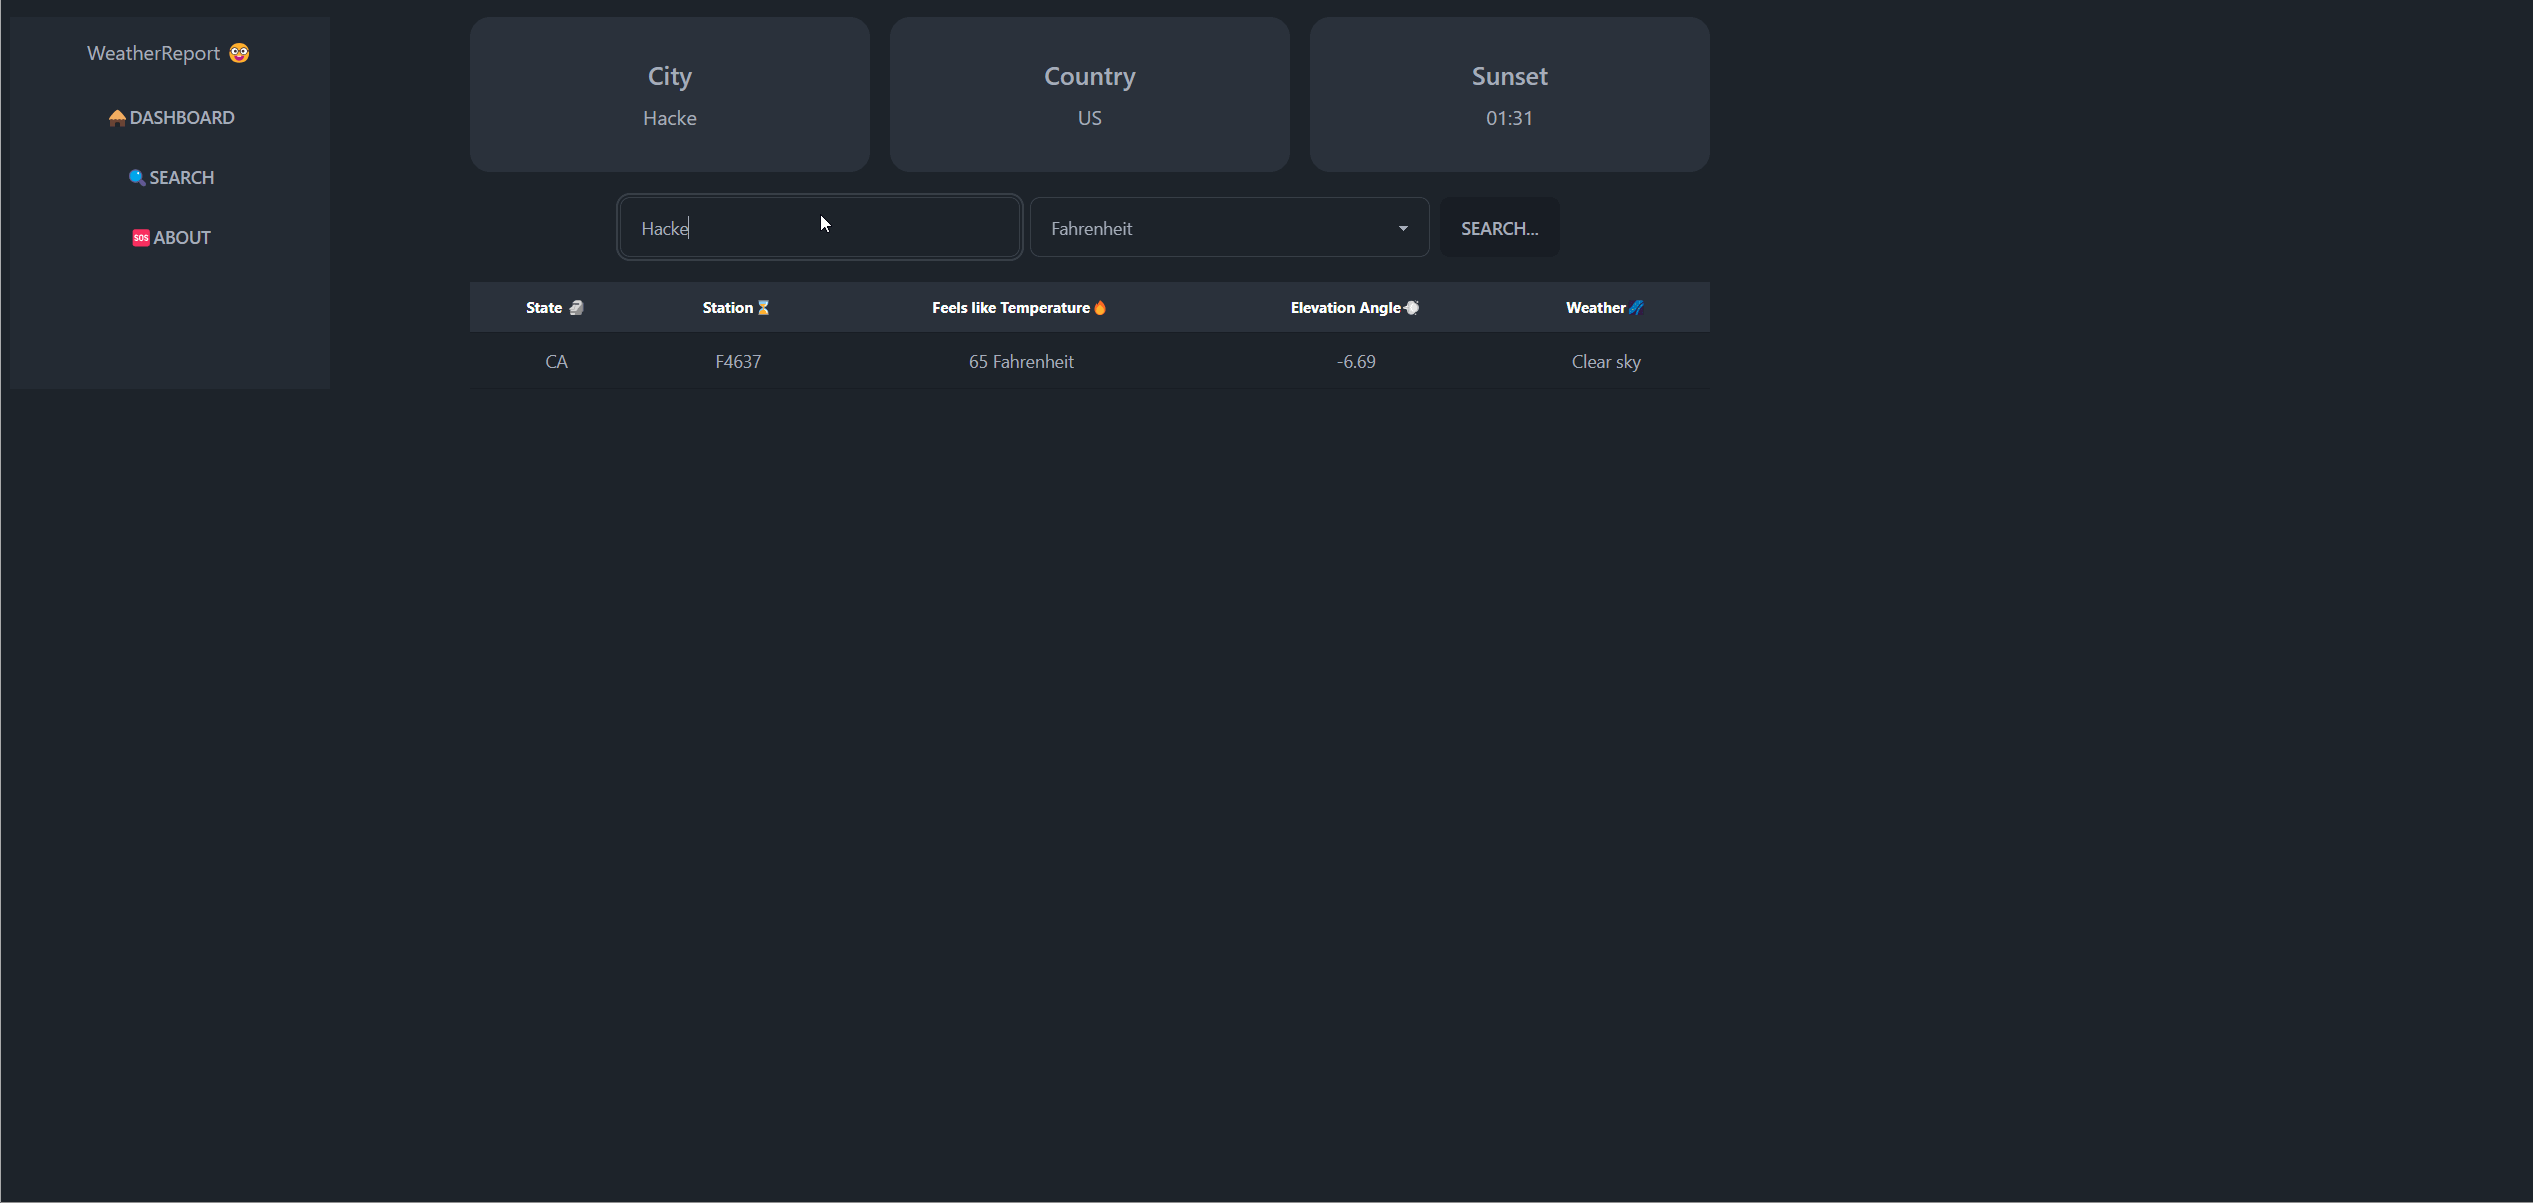 WeatherReport 🤓
🛖DASHBOARD
🔍SEARCH
🆘ABOUT
City
Hacke
Country
US
Sunset
01:31
Hacke
Fahrenheit
SEARCH...
State 🗿 Station⌛ Feels like Temperature🔥 Elevation Angle💨 Weather🌌
CA F4637 65 Fahrenheit -6.69 Clear sky